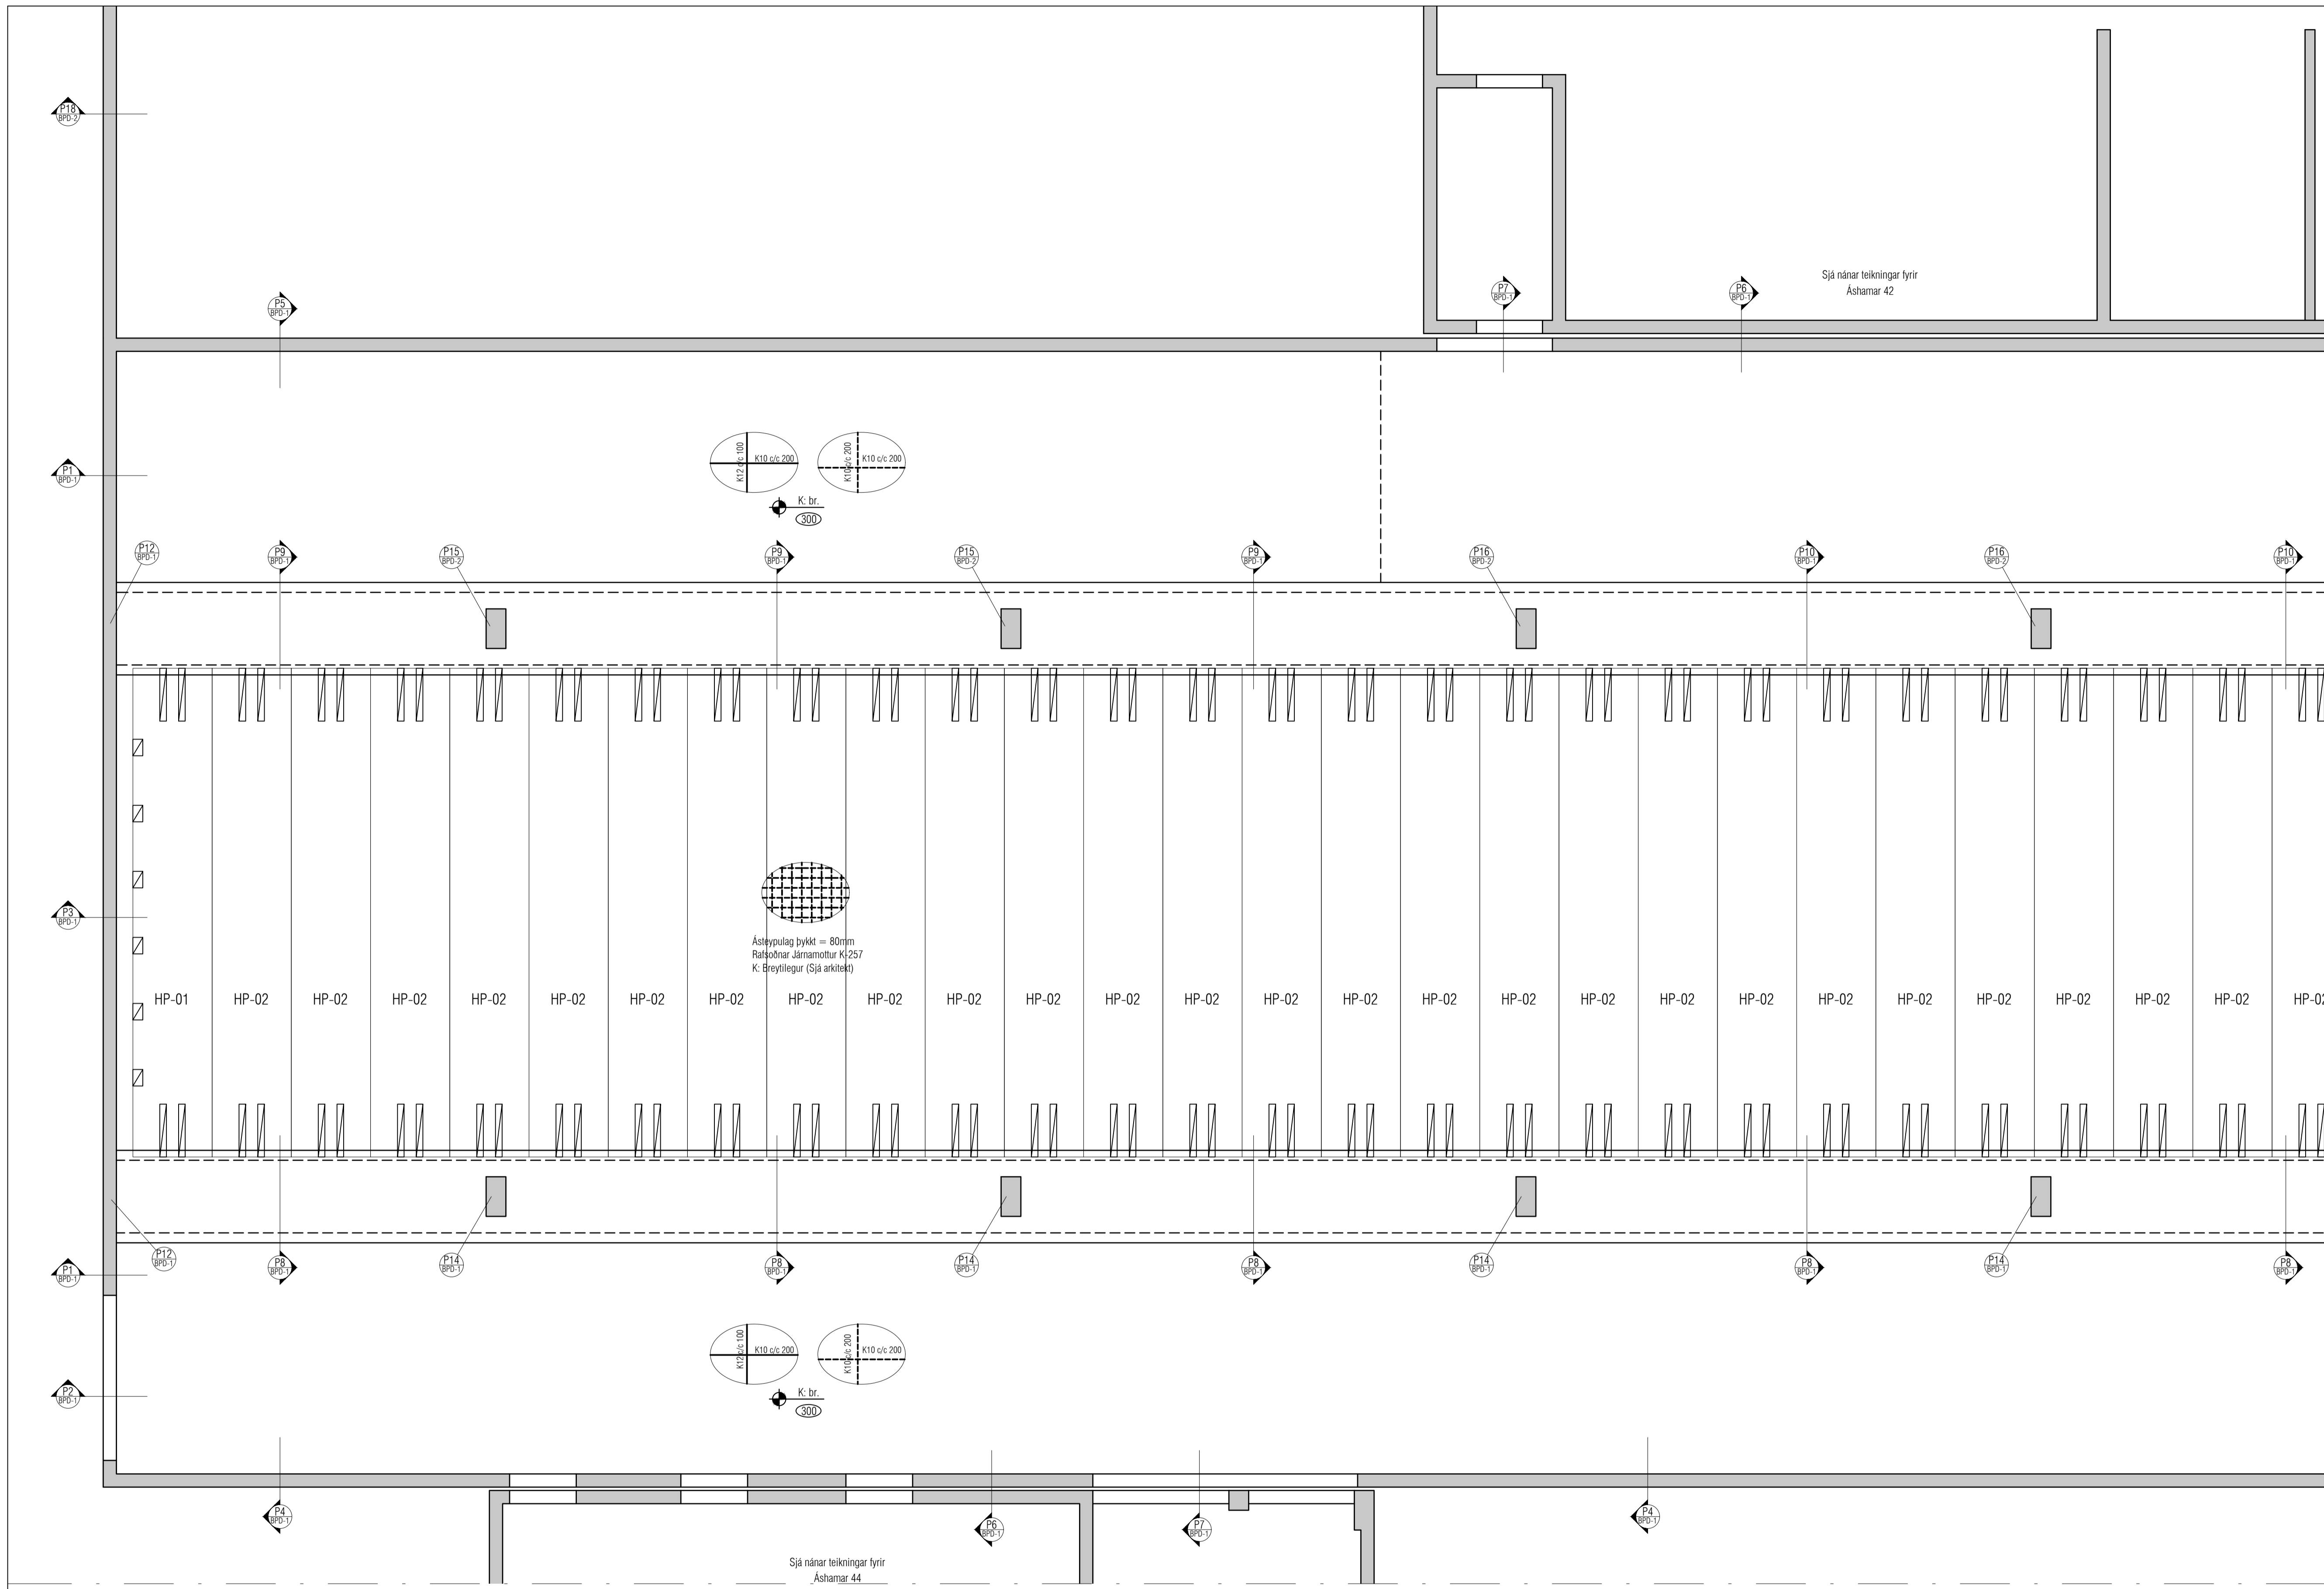 P18
BPD-2
Sjá nánar teikningar fyrir
Áshamar 42
P5
BPD-1
P7
BPD-1
P6
BPD-1
K12 c/c 100
K10 c/c 200
K10 c/c 200
K10 c/c 200
P1
BPD-1
K: br.
300
P12
BPD-1
P9
BPD-1
P15
BPD-2
P9
BPD-1
P15
BPD-2
P9
BPD-1
P16
BPD-2
P10
BPD-1
P16
BPD-2
P10
BPD-1
P3
BPD-1
Ásteypulag þykkt = 80mm
Rafsoðnar Járnamottur K-257
K: Breytilegur (Sjá arkitekt)
HP-01 HP-02 HP-02 HP-02 HP-02 HP-02 HP-02 HP-02 HP-02 HP-02 HP-02 HP-02 HP-02 HP-02 HP-02 HP-02 HP-02 HP-02 HP-02 HP-02 HP-02 HP-02 HP-02 HP-02 HP-02 HP-02 HP-02 HP-02
P1
BPD-1
P12
BPD-1
P8
BPD-1
P14
BPD-1
P8
BPD-1
P14
BPD-1
P8
BPD-1
P14
BPD-1
P8
BPD-1
P14
BPD-1
P8
BPD-1
K12 c/c 100
K10 c/c 200
K10 c/c 200
K10 c/c 200
P2
BPD-1
K: br.
300
P4
BPD-1
P6
BPD-1
P7
BPD-1
P4
BPD-1
Sjá nánar teikningar fyrir
Áshamar 44